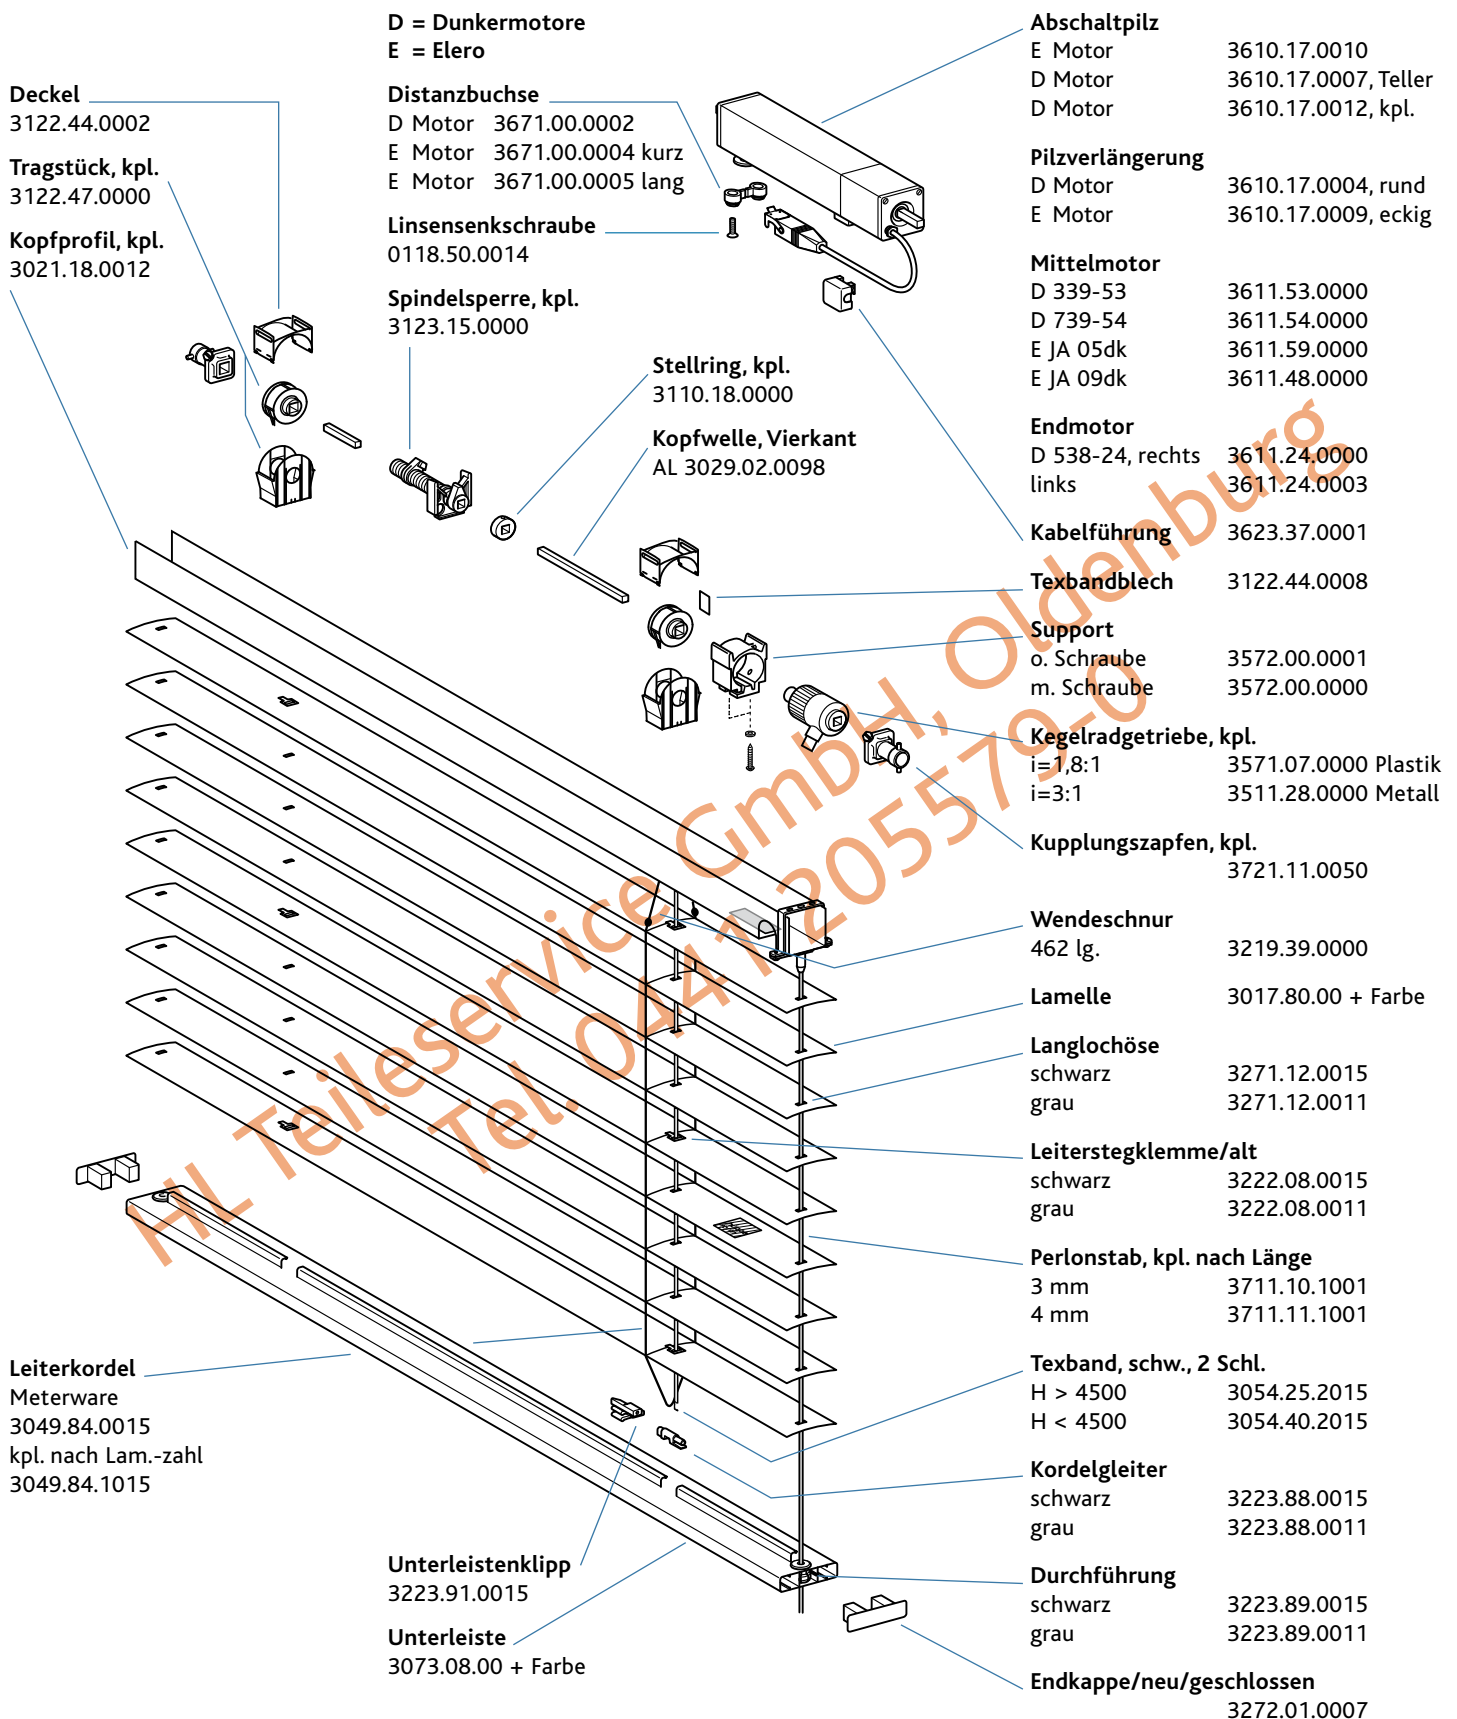 D = Dunkermotore
E = Elero
Deckel
3122.44.0002
Tragstück, kpl.
3122.47.0000
Kopfprofil, kpl.
3021.18.0012
Distanzbuchse
D Motor 3671.00.0002
E Motor 3671.00.0004 kurz
E Motor 3671.00.0005 lang
Linsensenkschraube
0118.50.0014
Spindelsperre, kpl.
3123.15.0000
Stellring, kpl.
3110.18.0000
Kopfwelle, Vierkant
AL 3029.02.0098
Abschaltpilz
E Motor 3610.17.0010
D Motor 3610.17.0007, Teller
D Motor 3610.17.0012, kpl.
Pilzverlängerung
D Motor 3610.17.0004, rund
E Motor 3610.17.0009, eckig
Mittelmotor
D 339-53 3611.53.0000
D 739-54 3611.54.0000
E JA 05dk 3611.59.0000
E JA 09dk 3611.48.0000
Endmotor
D 538-24, rechts 3611.24.0000
links 3611.24.0003
Kabelführung 3623.37.0001
Texbandblech 3122.44.0008
Support
o. Schraube 3572.00.0001
m. Schraube 3572.00.0000
Kegelradgetriebe, kpl.
i=1,8:1 3571.07.0000 Plastik
i=3:1 3511.28.0000 Metall
Kupplungszapfen, kpl.
3721.11.0050
Wendeschnur
462 lg. 3219.39.0000
Lamelle 3017.80.00 + Farbe
Langlochöse
schwarz 3271.12.0015
grau 3271.12.0011
Leiterstegklemme/alt
schwarz 3222.08.0015
grau 3222.08.0011
Perlonstab, kpl. nach Länge
3 mm 3711.10.1001
4 mm 3711.11.1001
Texband, schw., 2 Schl.
H > 4500 3054.25.2015
H < 4500 3054.40.2015
Kordelgleiter
schwarz 3223.88.0015
grau 3223.88.0011
Durchführung
schwarz 3223.89.0015
grau 3223.89.0011
Endkappe/neu/geschlossen
3272.01.0007
Leiterkordel
Meterware
3049.84.0015
kpl. nach Lam.-zahl
3049.84.1015
Unterleistenklipp
3223.91.0015
Unterleiste
3073.08.00 + Farbe
HL Teileservice GmbH, Oldenburg
Tel. 0441 205579-0